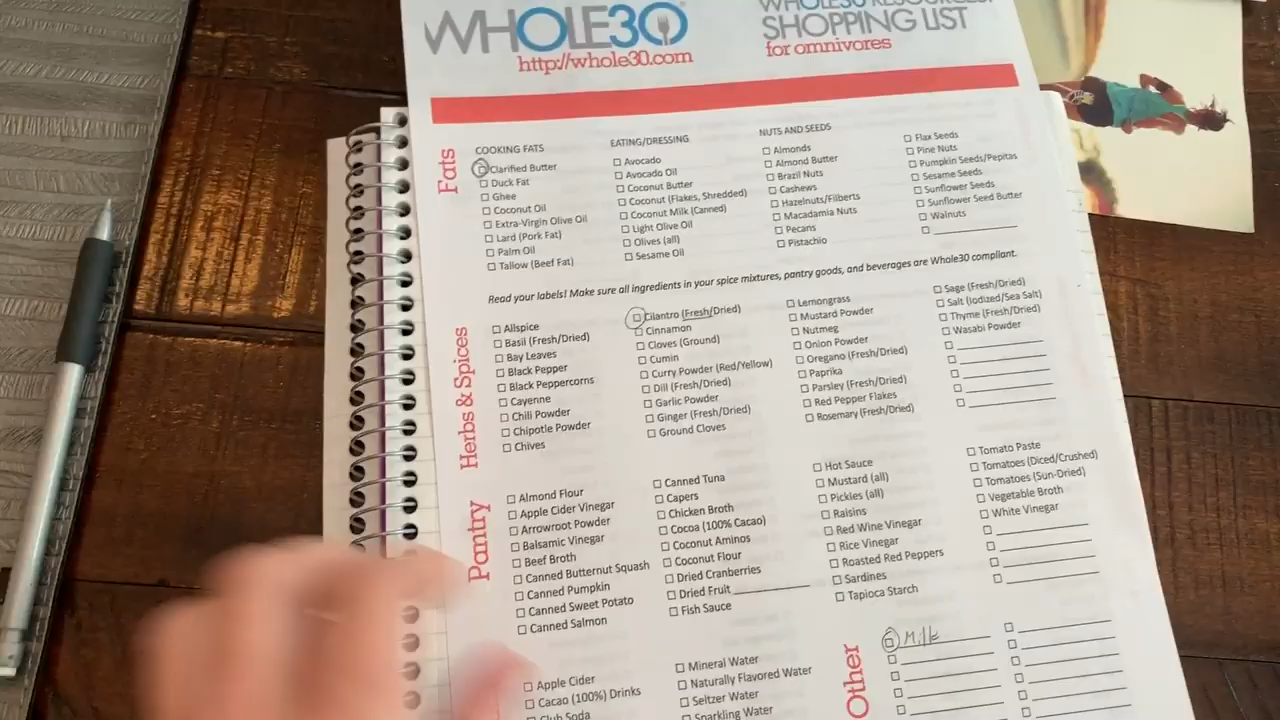 WHOLE30
http://whole30.com
WHOLE30 RESOURCES:
SHOPPING LIST
for omnivores
Fats
COOKING FATS
Clarified Butter
Duck Fat
Ghee
Coconut Oil
Extra-Virgin Olive Oil
Lard (Pork Fat)
Palm Oil
Tallow (Beef Fat)
EATING/DRESSING
Avocado
Avocado Oil
Coconut Butter
Coconut (Flakes, Shredded)
Coconut Milk (Canned)
Light Olive Oil
Olives (all)
Sesame Oil
NUTS AND SEEDS
Almonds
Almond Butter
Brazil Nuts
Cashews
Hazelnuts/Filberts
Macadamia Nuts
Pecans
Pistachio
Flax Seeds
Pine Nuts
Pumpkin Seeds/Pepitas
Sesame Seeds
Sunflower Seeds
Sunflower Seed Butter
Walnuts
Read your labels! Make sure all ingredients in your spice mixtures, pantry goods, and beverages are Whole30 compliant.
Herbs & Spices
Allspice
Basil (Fresh/Dried)
Bay Leaves
Black Pepper
Black Peppercorns
Cayenne
Chili Powder
Chipotle Powder
Chives
Cilantro (Fresh/Dried)
Cinnamon
Cloves (Ground)
Cumin
Curry Powder (Red/Yellow)
Dill (Fresh/Dried)
Garlic Powder
Ginger (Fresh/Dried)
Ground Cloves
Lemongrass
Mustard Powder
Nutmeg
Onion Powder
Oregano (Fresh/Dried)
Paprika
Parsley (Fresh/Dried)
Red Pepper Flakes
Rosemary (Fresh/Dried)
Sage (Fresh/Dried)
Salt (Iodized/Sea Salt)
Thyme (Fresh/Dried)
Wasabi Powder
Pantry
Almond Flour
Apple Cider Vinegar
Arrowroot Powder
Balsamic Vinegar
Beef Broth
Canned Butternut Squash
Canned Pumpkin
Canned Sweet Potato
Canned Salmon
Canned Tuna
Capers
Chicken Broth
Cocoa (100% Cacao)
Coconut Aminos
Coconut Flour
Dried Cranberries
Dried Fruit
Fish Sauce
Hot Sauce
Mustard (all)
Pickles (all)
Raisins
Red Wine Vinegar
Rice Vinegar
Roasted Red Peppers
Sardines
Tapioca Starch
Tomato Paste
Tomatoes (Diced/Crushed)
Tomatoes (Sun-Dried)
Vegetable Broth
White Vinegar
Apple Cider
Cacao (100%) Drinks
Club Soda
Mineral Water
Naturally Flavored Water
Seltzer Water
Sparkling Water
Other
Milk